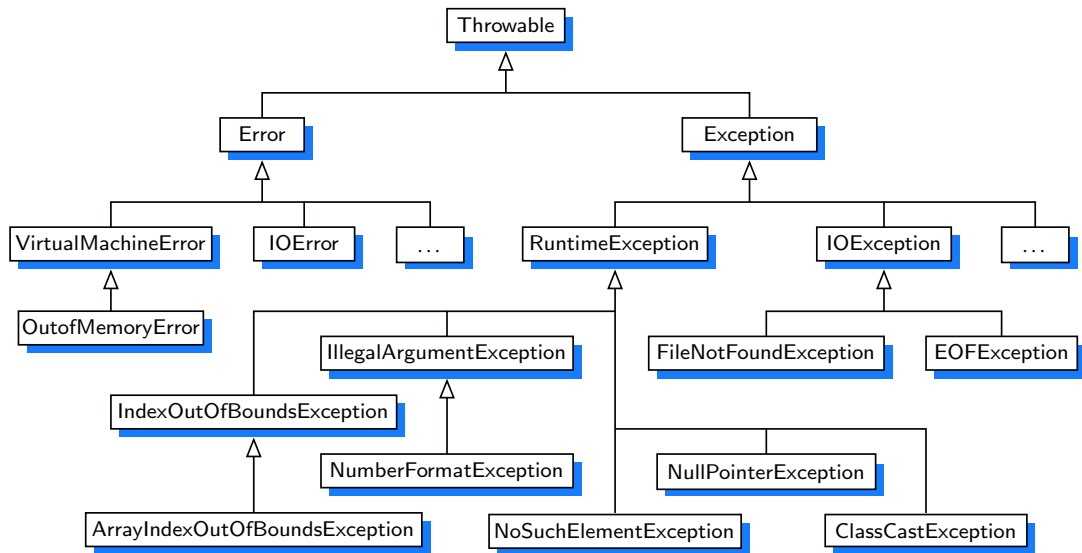 Throwable
Error
Exception
VirtualMachineError
IOError
...
RuntimeException
IOException
...
OutofMemoryError
IllegalArgumentException
FileNotFoundException
EOFException
IndexOutOfBoundsException
NumberFormatException
NullPointerException
ArrayIndexOutOfBoundsException
NoSuchElementException
ClassCastException